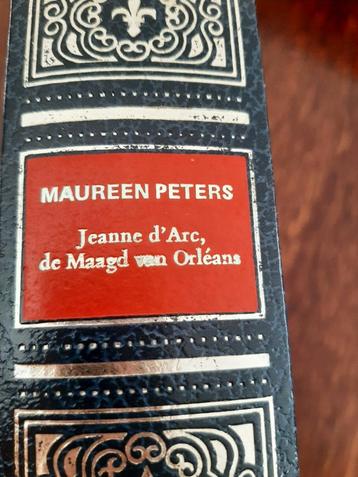 MAUREEN PETERS
Jeanne d'Arc,
de Maagd van Orléans